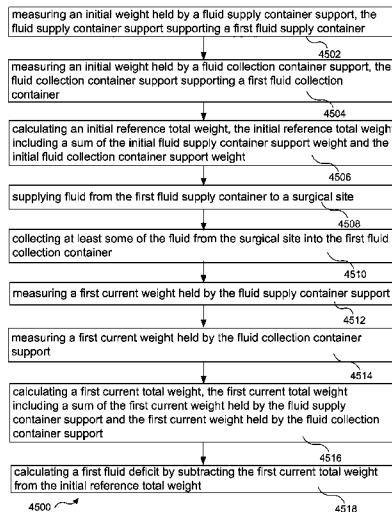 measuring an initial weight held by a fluid supply container support, the
fluid supply container support supporting a first fluid supply container
4502
measuring an initial weight held by a fluid collection container support, the
fluid collection container support supporting a first fluid collection
container
4504
calculating an initial reference total weight, the initial reference total weight
including a sum of the initial fluid supply container support weight and the
initial fluid collection container support weight
4506
supplying fluid from the first fluid supply container to a surgical site
4508
collecting at least some of the fluid from the surgical site into the first fluid
collection container
4510
measuring a first current weight held by the fluid supply container support
4512
measuring a first current weight held by the fluid collection container
support
4514
calculating a first current total weight, the first current total weight
including a sum of the first current weight held by the fluid supply
container support and the first current weight held by the fluid collection
container support
4516
calculating a first fluid deficit by subtracting the first current total weight
from the initial reference total weight
4500
4518